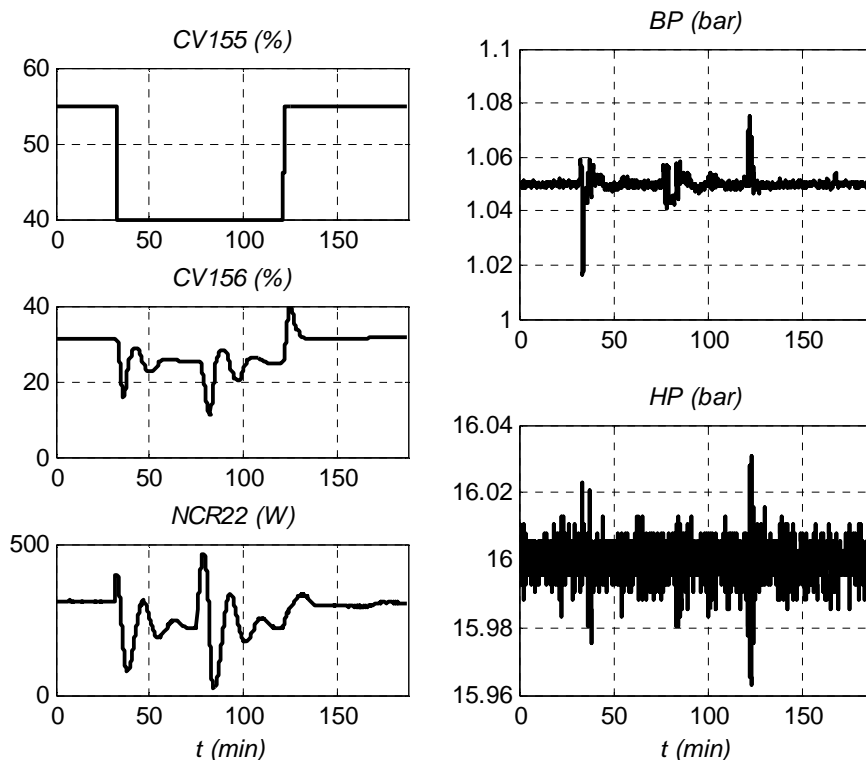 CV155 (%)
60
50
40
0 50 100 150
CV156 (%)
40
20
0
0 50 100 150
NCR22 (W)
500
0
0 50 100 150
t (min)
BP (bar)
1.1
1.08
1.06
1.04
1.02
1
0 50 100 150
HP (bar)
16.04
16.02
16
15.98
15.96
0 50 100 150
t (min)